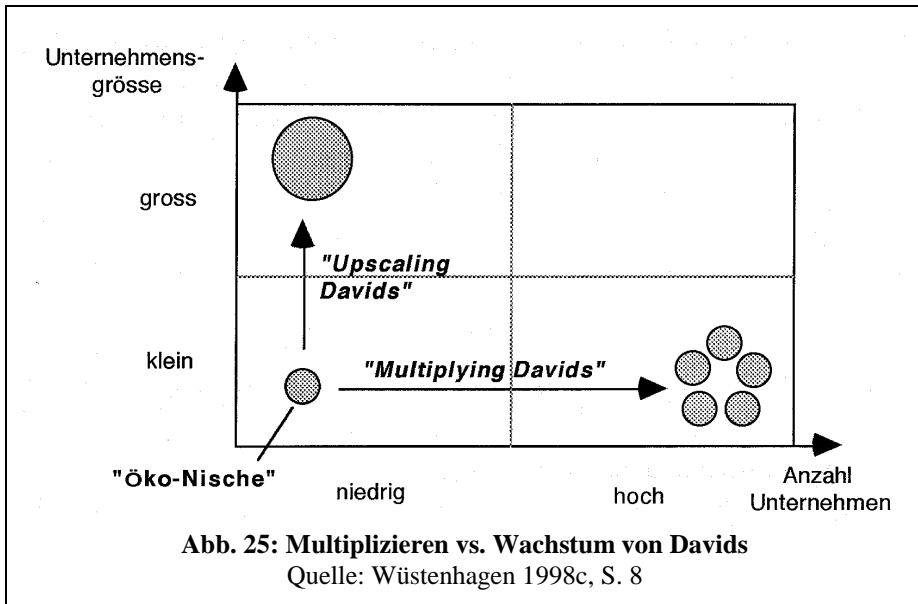 Unternehmens-
grösse
gross
"Upscaling
Davids"
klein
"Multiplying Davids"
"Öko-Nische"
niedrig
hoch
Anzahl
Unternehmen
Abb. 25: Multiplizieren vs. Wachstum von Davids
Quelle: Wüstenhagen 1998c, S. 8